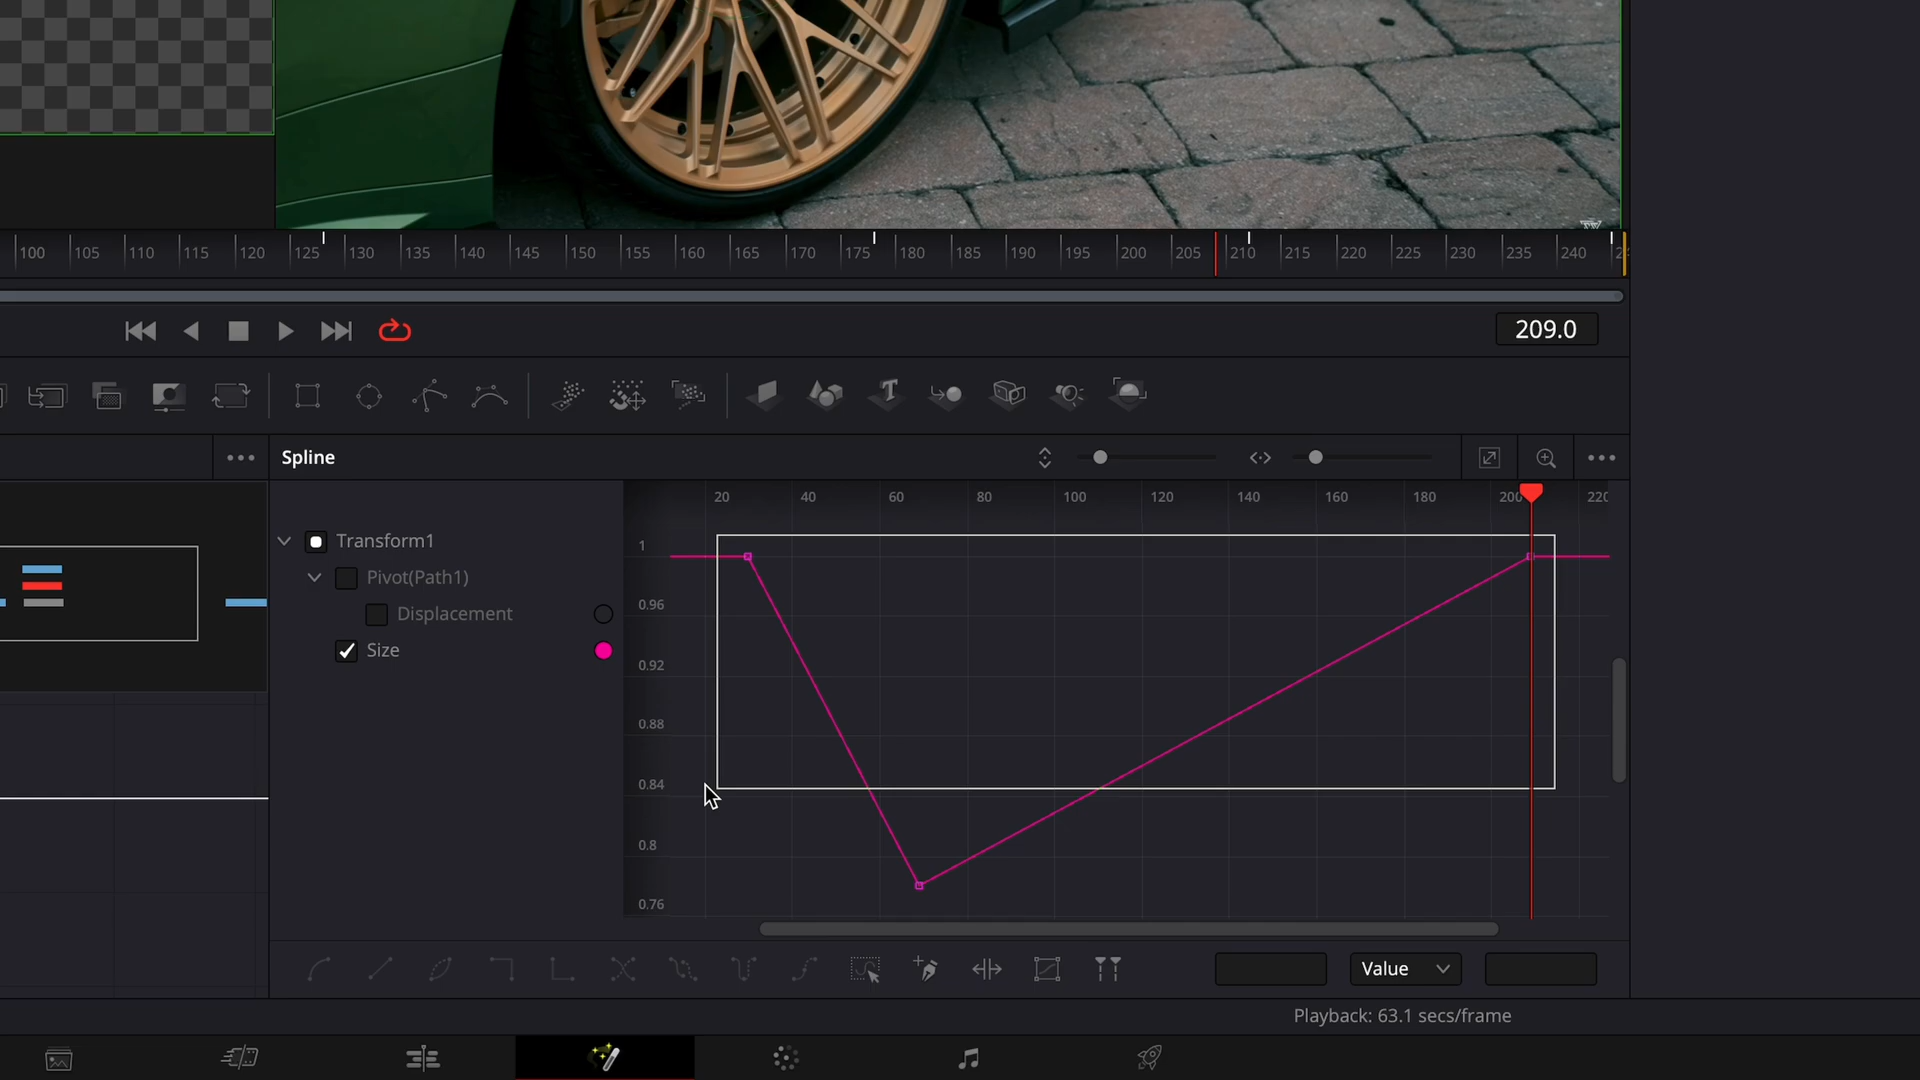 100 105 110 115 120 125 130 135 140 145 150 155 160 165 170 175 180 185 190 195 200 205 210 215 220 225 230 235 240
209.0
Spline
20 40 60 80 100 120 140 160 180 200 220
Transform1
Pivot(Path1)
Displacement
Size
1
0.96
0.92
0.88
0.84
0.8
0.76
Value
Playback: 63.1 secs/frame